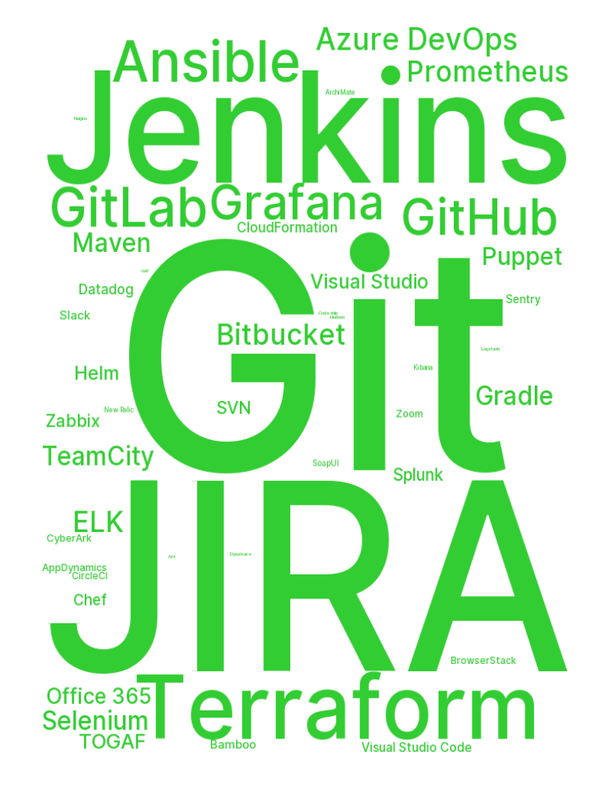 Azure DevOps
Ansible
Prometheus
Jenkins
ArchiMate
Nagios
GitLab
Grafana
GitHub
CloudFormation
Maven
Puppet
Git
Visual Studio
Datadog
Sentry
Slack
Bitbucket
Logstash
Kibana
Helm
Gradle
SVN
New Relic
Zoom
Zabbix
TeamCity
SoapUI
Splunk
JIRA
ELK
CyberArk
Dynatrace
AppDynamics
CircleCI
Chef
BrowserStack
Terraform
Office 365
Selenium
TOGAF
Bamboo
Visual Studio Code